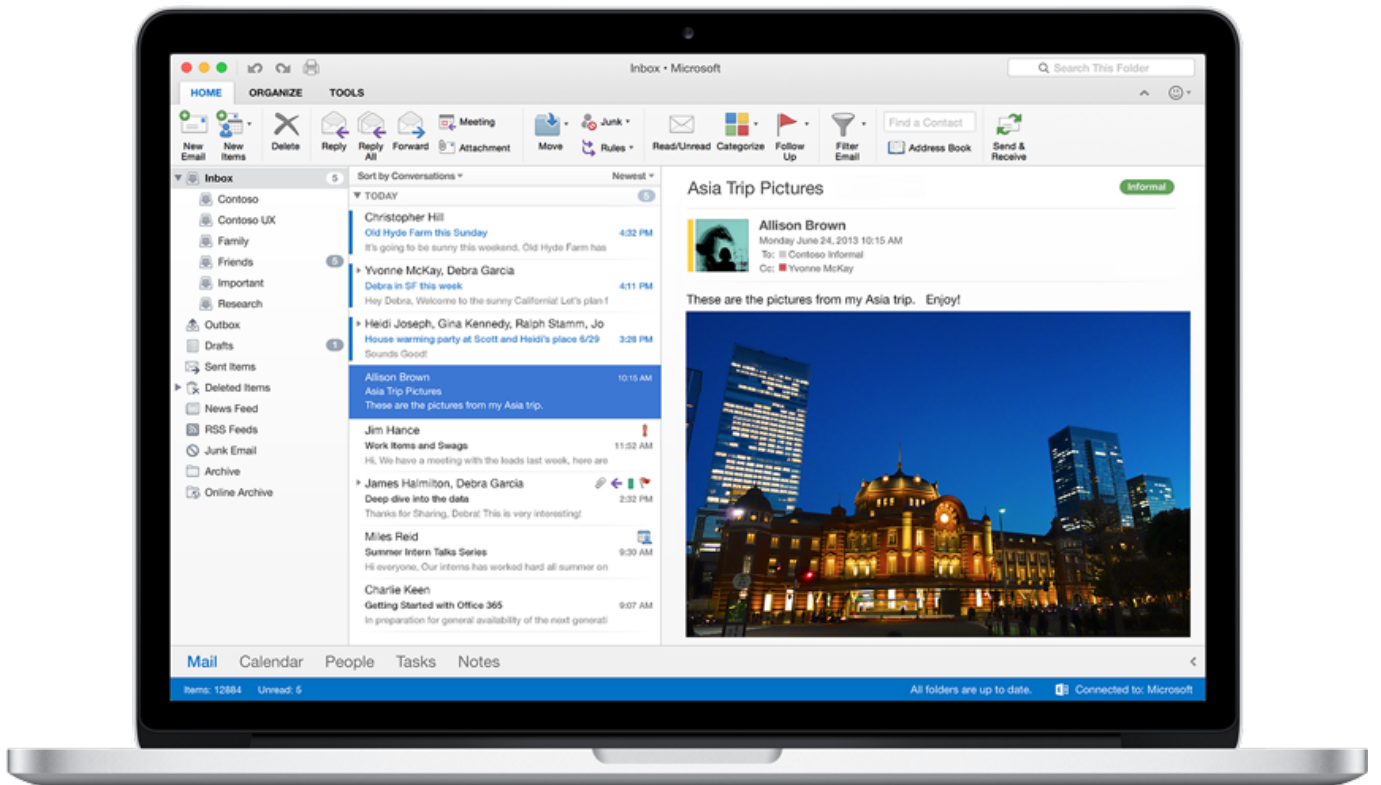 Inbox • Microsoft
Search This Folder
HOME ORGANIZE TOOLS
New Email
New Items
Delete
Reply
Reply All
Forward
Meeting
Attachment
Move
Junk
Rules
Read/Unread
Categorize
Follow Up
Filter Email
Find a Contact
Address Book
Send & Receive
Inbox 5
Contoso
Contoso UX
Family
Friends 5
Important
Research
Outbox
Drafts 1
Sent Items
Deleted Items
News Feed
RSS Feeds
Junk Email
Archive
Online Archive
Sort by Conversations Newest
TODAY 5
Christopher Hill
Old Hyde Farm this Sunday 4:32 PM
It's going to be sunny this weekend. Old Hyde Farm has
Yvonne McKay, Debra Garcia
Debra in SF this week 4:11 PM
Hey Debra, Welcome to the sunny California! Let's plan f
Heidi Joseph, Gina Kennedy, Ralph Stamm, Jo
House warming party at Scott and Heidi's place 6/29 3:28 PM
Sounds Good!
Allison Brown
Asia Trip Pictures 10:15 AM
These are the pictures from my Asia trip.
Jim Hance
Work Items and Swags 11:52 AM
Hi, We have a meeting with the leads last week, here are
James Halmilton, Debra Garcia
Deep dive into the data 2:32 PM
Thanks for Sharing, Debra! This is very interesting!
Miles Reid
Summer Intern Talks Series 9:30 AM
Hi everyone, Our interns has worked hard all summer on
Charlie Keen
Getting Started with Office 365 9:07 AM
In preparation for general availability of the next generati
Asia Trip Pictures
Informal
Allison Brown
Monday June 24, 2013 10:15 AM
To: Contoso Informal
Cc: Yvonne McKay
These are the pictures from my Asia trip. Enjoy!
Mail Calendar People Tasks Notes
Items: 12884 Unread: 5
All folders are up to date. Connected to: Microsoft